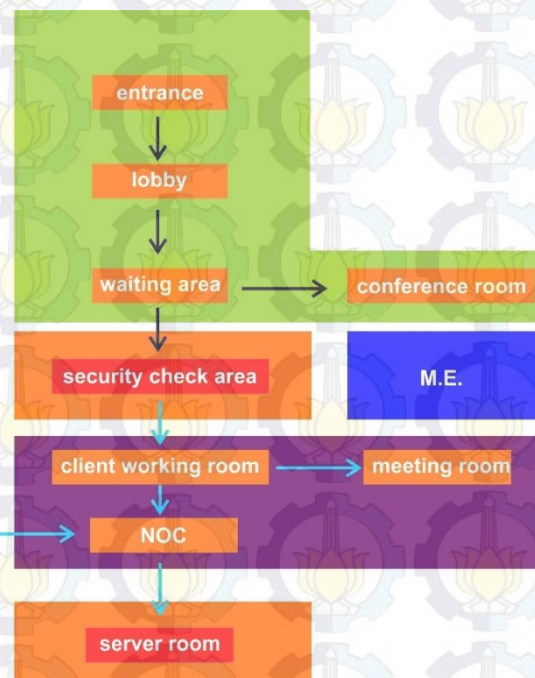 entrance
lobby
waiting area
conference room
security check area
M.E.
client working room
meeting room
NOC
server room